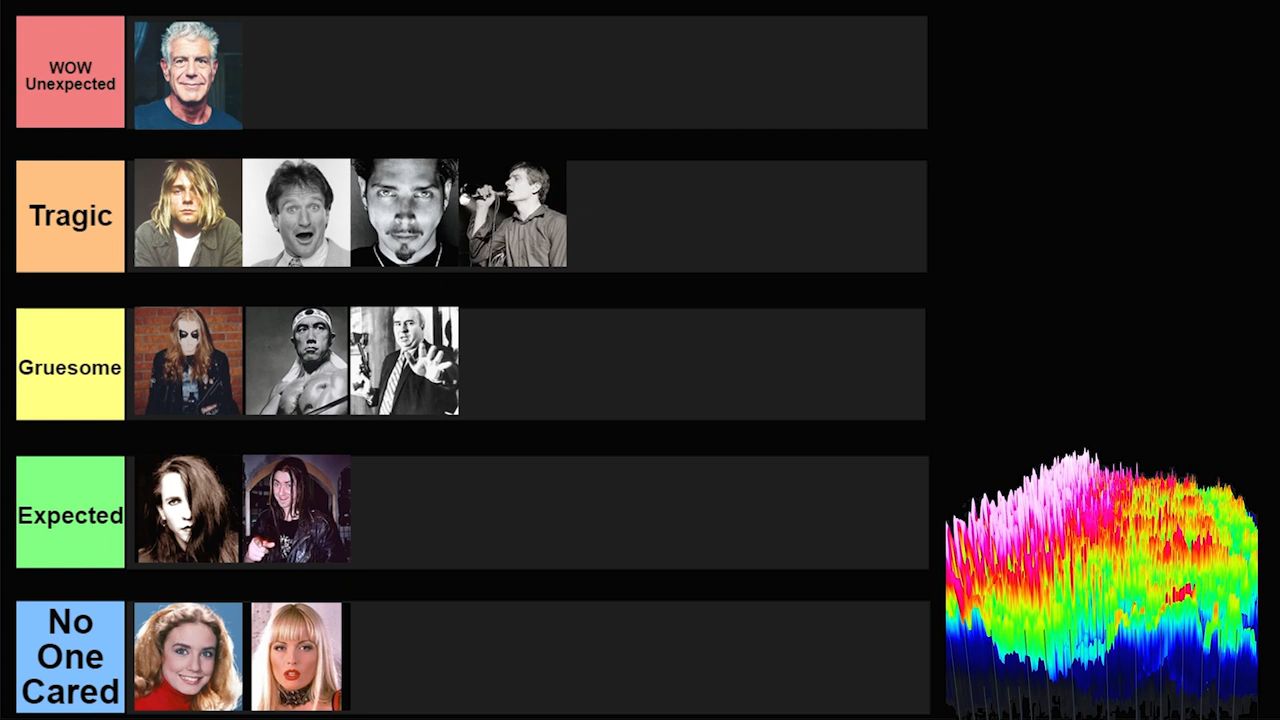 WOW
Unexpected
Tragic
Gruesome
Expected
No
One
Cared